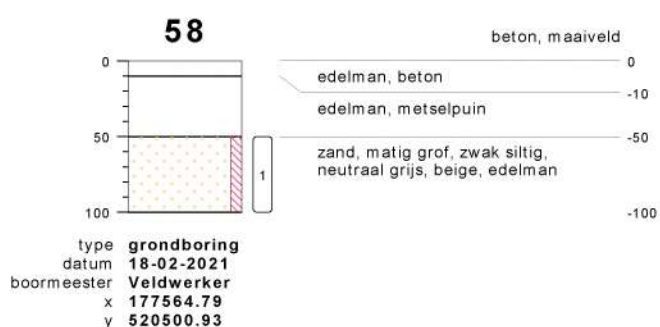 58
beton, maaiveld
0
0
edelman, beton
-10
edelman, metselpuin
50
-50
zand, matig grof, zwak siltig,
neutraal grijs, beige, edelman
1
100
-100
type grondboring
datum 18-02-2021
boormeester Veldwerker
x 177564.79
y 520500.93